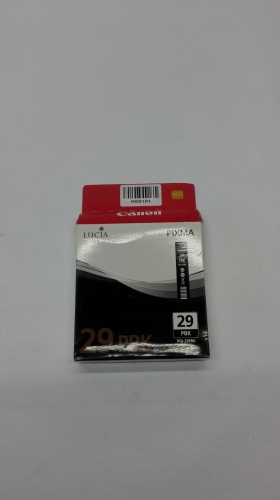 Canon
LUCIA
PIXMA
29
PBK
PGI-29PBK
29 PBK